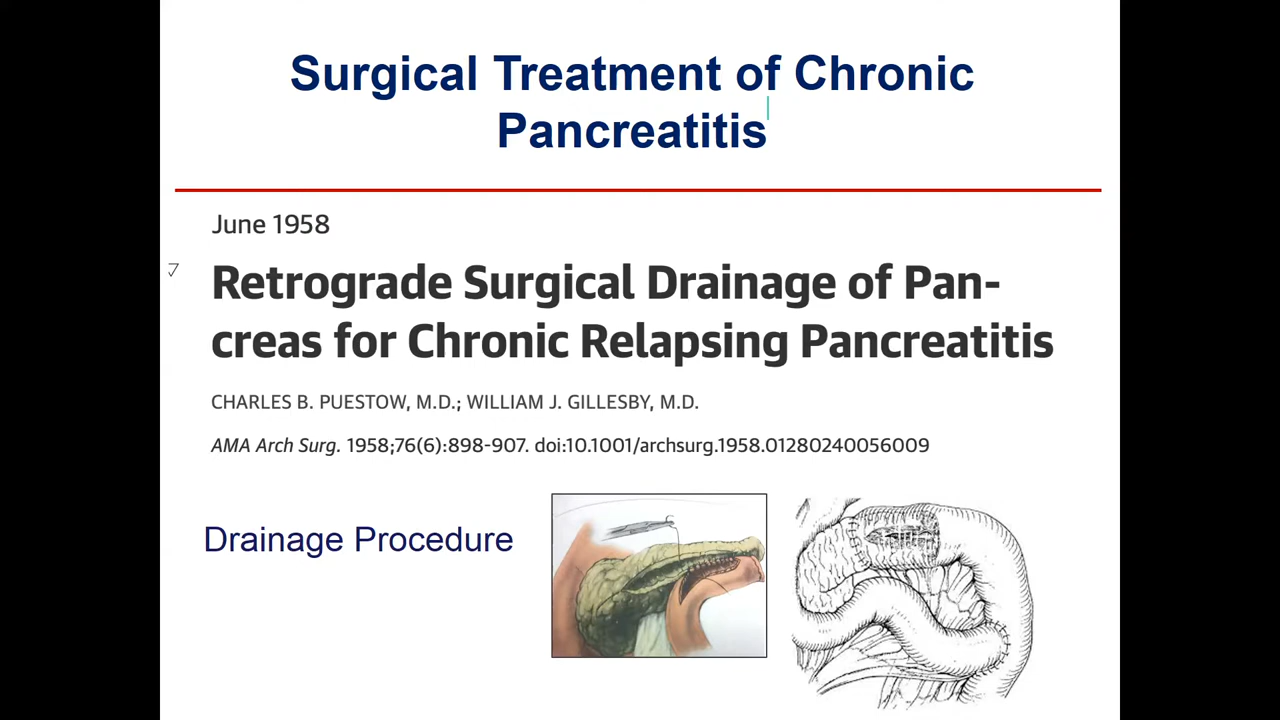 Surgical Treatment of Chronic
Pancreatitis
June 1958
Retrograde Surgical Drainage of Pan-
creas for Chronic Relapsing Pancreatitis
CHARLES B. PUESTOW, M.D.; WILLIAM J. GILLESBY, M.D.
AMA Arch Surg. 1958;76(6):898-907. doi:10.1001/archsurg.1958.01280240056009
Drainage Procedure